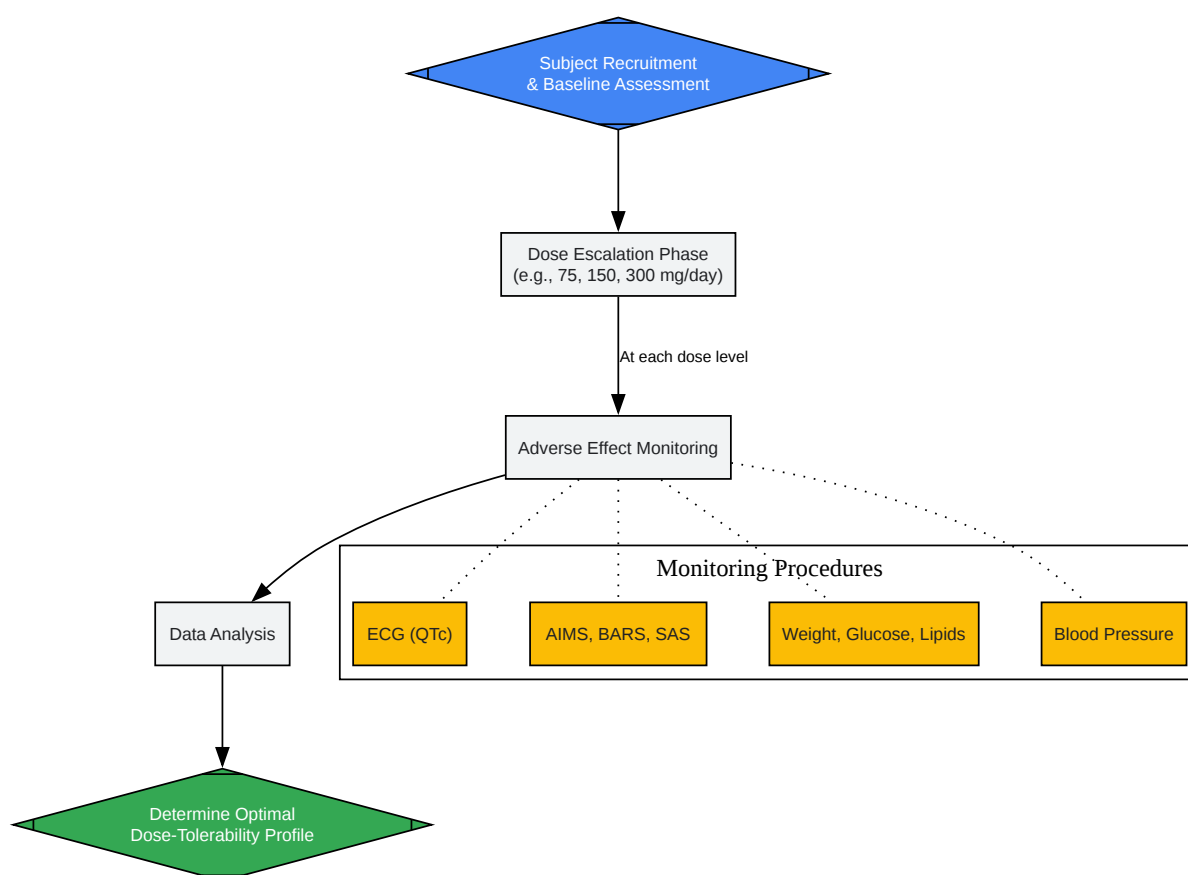 Subject Recruitment
& Baseline Assessment
Dose Escalation Phase
(e.g., 75, 150, 300 mg/day)
At each dose level
Adverse Effect Monitoring
Monitoring Procedures
Data Analysis
ECG (QTc)
AIMS, BARS, SAS
Weight, Glucose, Lipids
Blood Pressure
Determine Optimal
Dose-Tolerability Profile